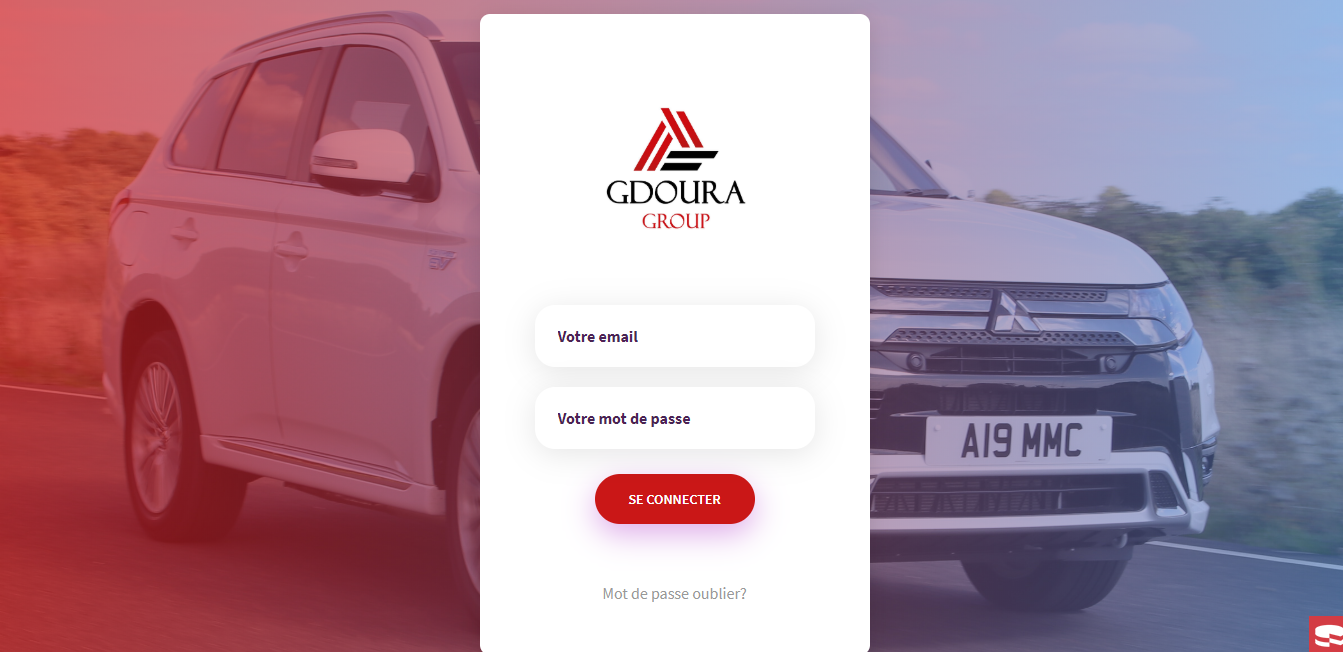 GDOURA
GROUP
Votre email
Votre mot de passe
SE CONNECTER
A19 MMC
Mot de passe oublier?